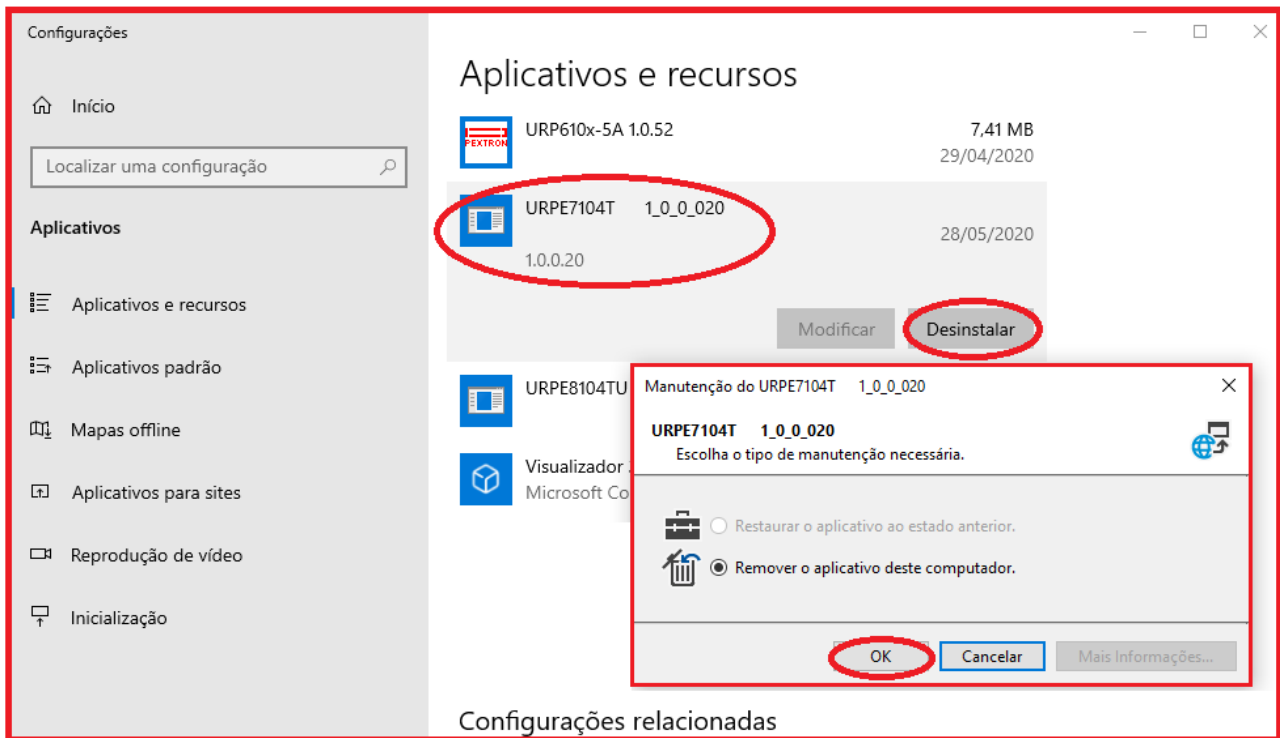 Configurações
Início
Localizar uma configuração
Aplicativos
Aplicativos e recursos
Aplicativos padrão
Mapas offline
Aplicativos para sites
Reprodução de vídeo
Inicialização
Aplicativos e recursos
PEXTRON
URP610x-5A 1.0.52
7,41 MB
29/04/2020
URPE7104T 1_0_0_020
1.0.0.20
28/05/2020
Modificar
Desinstalar
URPE8104TU
Visualizador
Microsoft Co
Manutenção do URPE7104T 1_0_0_020
URPE7104T 1_0_0_020
Escolha o tipo de manutenção necessária.
Restaurar o aplicativo ao estado anterior.
Remover o aplicativo deste computador.
OK
Cancelar
Mais Informações...
Configurações relacionadas